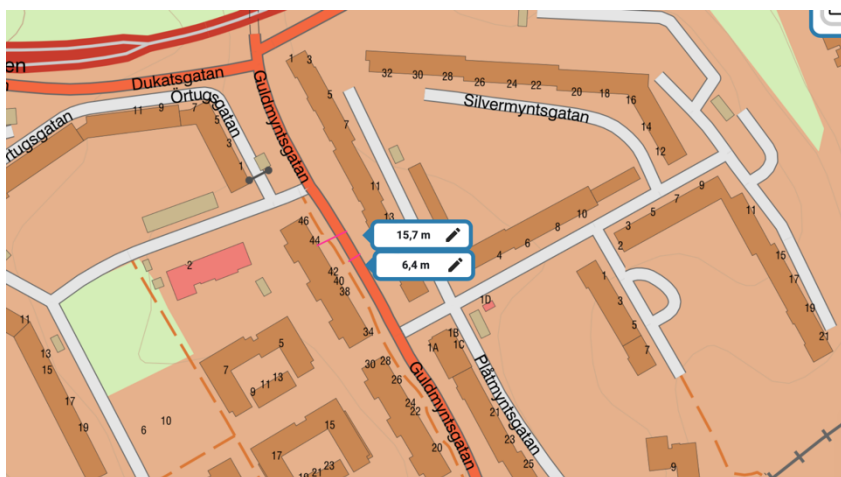 en
Dukatsgatan
Örtugsgatan
Guldmyntsgatan
1 3
5
7
11
13
32 30 28 26 24 22 20 18 16
14
12
Silvermyntsgatan
11 9 7 5
3
1
46
44
15,7 m
42
6,4 m
40
38
34
2
4 6 8 10
2 3 5 7 9
11
15
17
19
21
1
3
5
7
1D
1B
1A 1C
Guldmyntsgatan
Plåtmyntsgatan
30 28
26
24
22
20
21
23
25
5
7
9 11 13
15
17
19 21 23
11
13
15
17
19
6 10
9